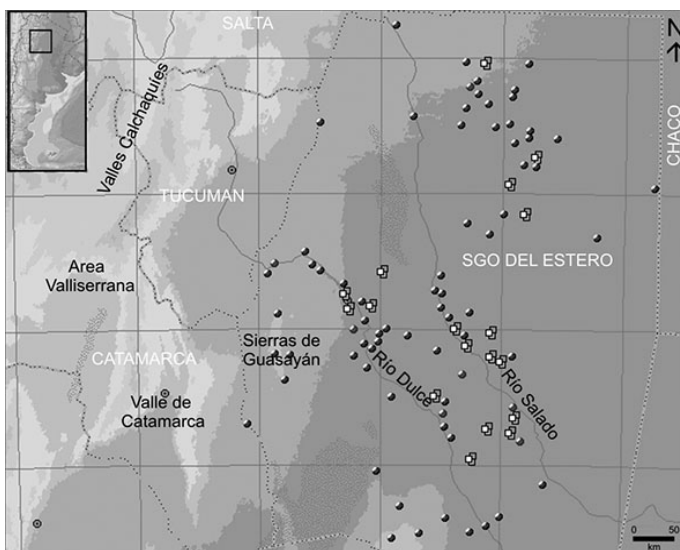 SALTA
N
Valles Calchaquíes
CHACO
TUCUMAN
Area
Valliserrana
SGO DEL ESTERO
CATAMARCA
Sierras de
Guasayán
Río Dulce
Río Salado
Valle de
Catamarca
0 50
km